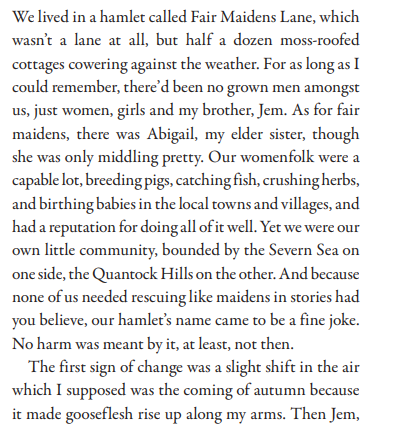 We lived in a hamlet called Fair Maidens Lane, which
wasn’t a lane at all, but half a dozen moss-roofed
cottages cowering against the weather. For as long as I
could remember, there’d been no grown men amongst
us, just women, girls and my brother, Jem. As for fair
maidens, there was Abigail, my elder sister, though
she was only middling pretty. Our womenfolk were a
capable lot, breeding pigs, catching fish, crushing herbs,
and birthing babies in the local towns and villages, and
had a reputation for doing all of it well. Yet we were our
own little community, bounded by the Severn Sea on
one side, the Quantock Hills on the other. And because
none of us needed rescuing like maidens in stories had
you believe, our hamlet’s name came to be a fine joke.
No harm was meant by it, at least, not then.
The first sign of change was a slight shift in the air
which I supposed was the coming of autumn because
it made gooseflesh rise up along my arms. Then Jem,